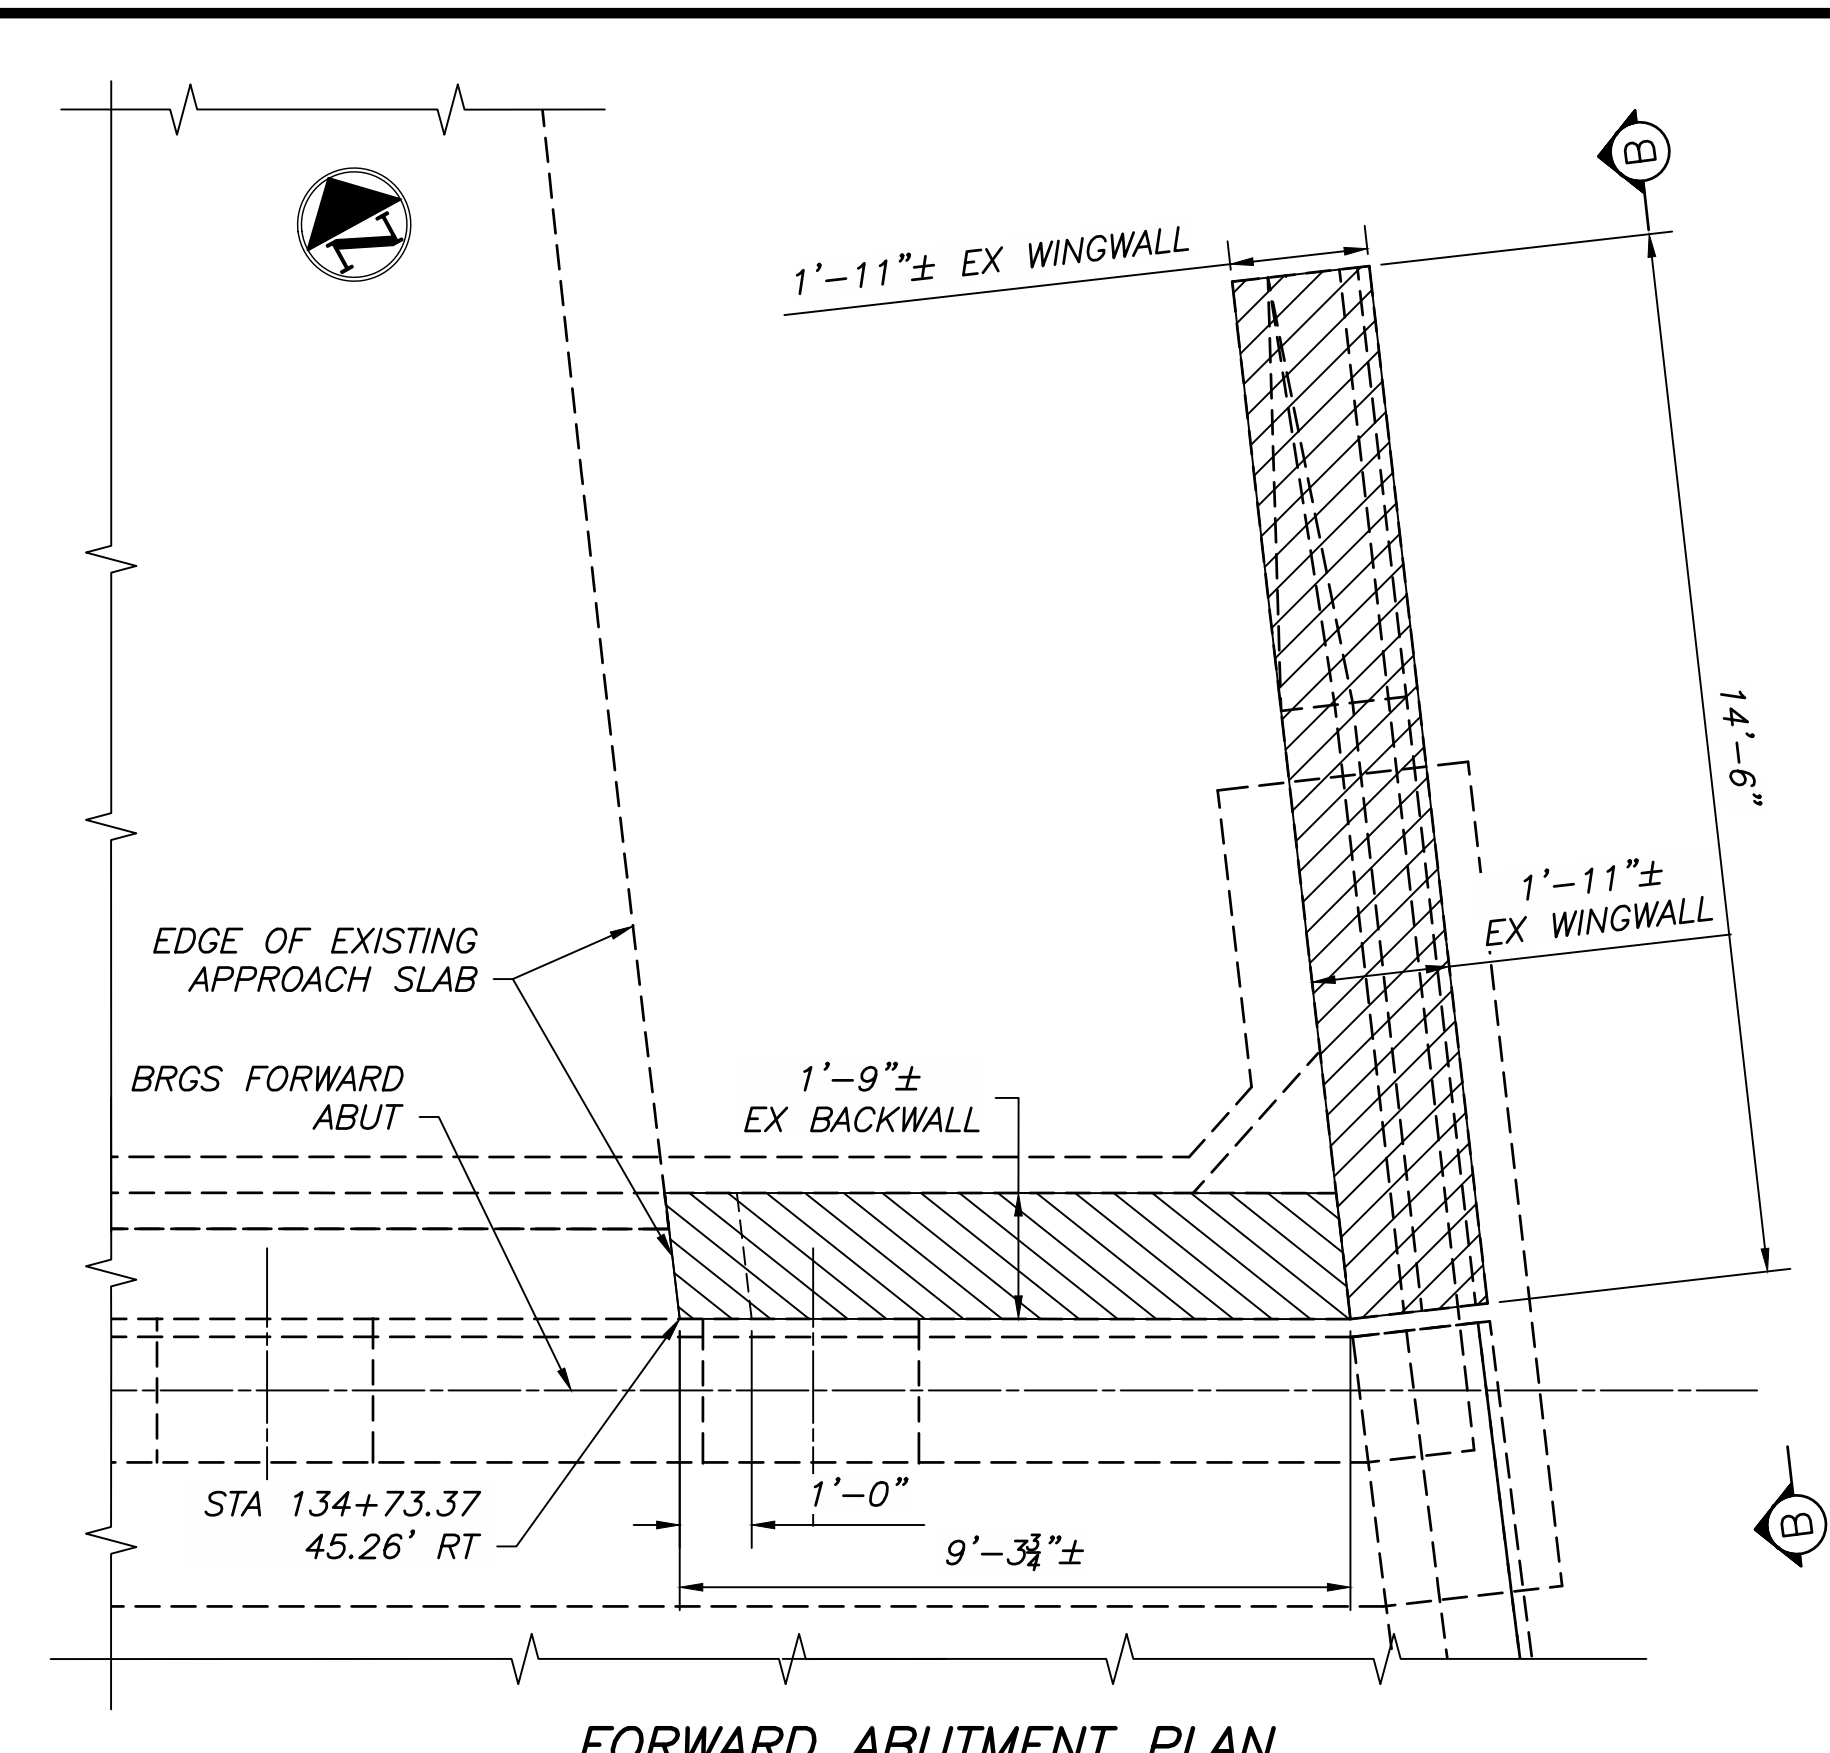 B
N
1'-11"± EX WINGWALL
14'-6"
1'-11"±
EX WINGWALL
EDGE OF EXISTING
APPROACH SLAB
BRGS FORWARD
ABUT
1'-9"±
EX BACKWALL
STA 134+73.37
45.26' RT
1'-0"
9'-3¾"±
B
FORWARD ABUTMENT PLAN